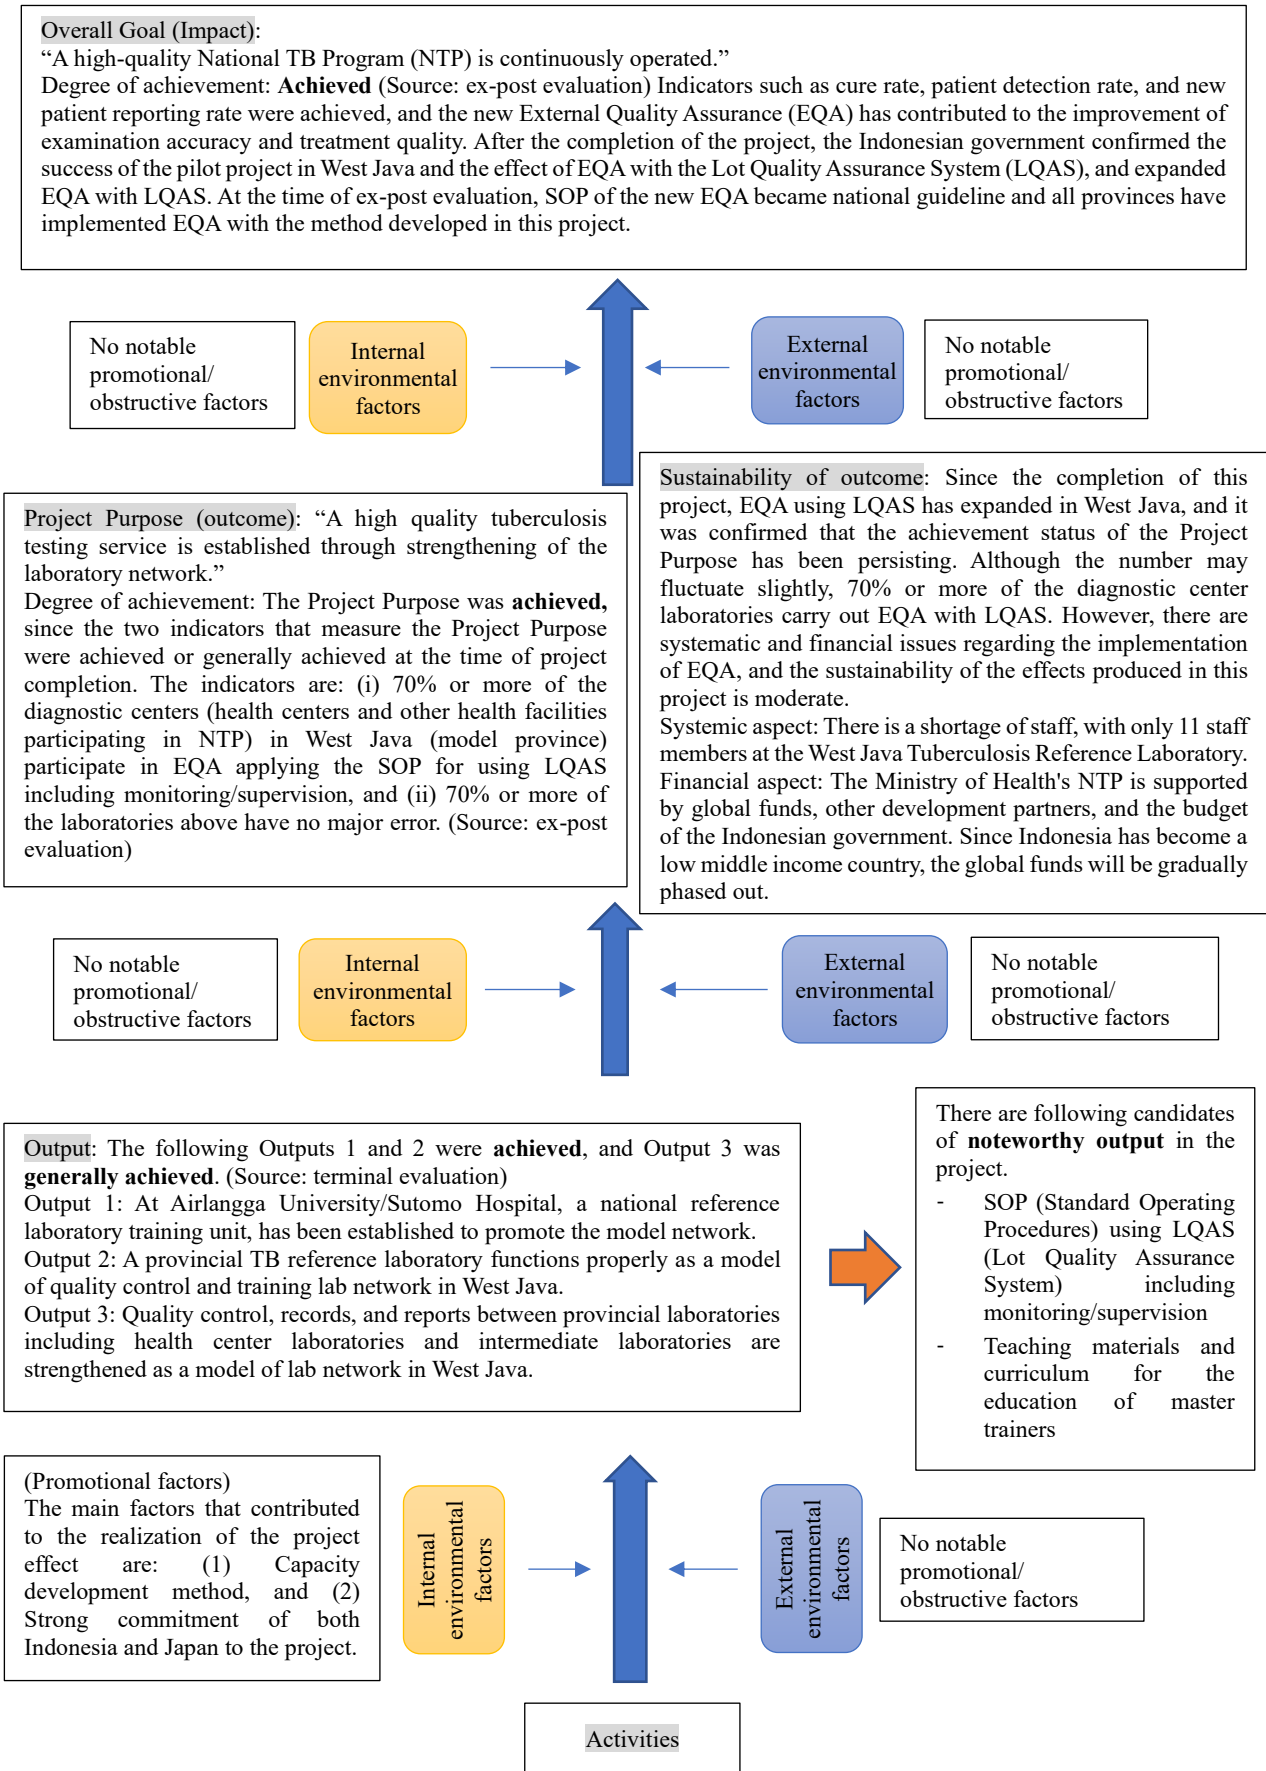 Overall Goal (Impact):
“A high-quality National TB Program (NTP) is continuously operated.”
Degree of achievement: Achieved (Source: ex-post evaluation) Indicators such as cure rate, patient detection rate, and new
patient reporting rate were achieved, and the new External Quality Assurance (EQA) has contributed to the improvement of
examination accuracy and treatment quality. After the completion of the project, the Indonesian government confirmed the
success of the pilot project in West Java and the effect of EQA with the Lot Quality Assurance System (LQAS), and expanded
EQA with LQAS. At the time of ex-post evaluation, SOP of the new EQA became national guideline and all provinces have
implemented EQA with the method developed in this project.
No notable
promotional/
obstructive factors
Internal
environmental
factors
External
environmental
factors
No notable
promotional/
obstructive factors
Project Purpose (outcome): “A high quality tuberculosis
testing service is established through strengthening of the
laboratory network.”
Degree of achievement: The Project Purpose was achieved,
since the two indicators that measure the Project Purpose
were achieved or generally achieved at the time of project
completion. The indicators are: (i) 70% or more of the
diagnostic centers (health centers and other health facilities
participating in NTP) in West Java (model province)
participate in EQA applying the SOP for using LQAS
including monitoring/supervision, and (ii) 70% or more of
the laboratories above have no major error. (Source: ex-post
evaluation)
Sustainability of outcome: Since the completion of this
project, EQA using LQAS has expanded in West Java, and it
was confirmed that the achievement status of the Project
Purpose has been persisting. Although the number may
fluctuate slightly, 70% or more of the diagnostic center
laboratories carry out EQA with LQAS. However, there are
systematic and financial issues regarding the implementation
of EQA, and the sustainability of the effects produced in this
project is moderate.
Systemic aspect: There is a shortage of staff, with only 11 staff
members at the West Java Tuberculosis Reference Laboratory.
Financial aspect: The Ministry of Health's NTP is supported
by global funds, other development partners, and the budget
of the Indonesian government. Since Indonesia has become a
low middle income country, the global funds will be gradually
phased out.
No notable
promotional/
obstructive factors
Internal
environmental
factors
External
environmental
factors
No notable
promotional/
obstructive factors
Output: The following Outputs 1 and 2 were achieved, and Output 3 was
generally achieved. (Source: terminal evaluation)
Output 1: At Airlangga University/Sutomo Hospital, a national reference
laboratory training unit, has been established to promote the model network.
Output 2: A provincial TB reference laboratory functions properly as a model
of quality control and training lab network in West Java.
Output 3: Quality control, records, and reports between provincial laboratories
including health center laboratories and intermediate laboratories are
strengthened as a model of lab network in West Java.
There are following candidates
of noteworthy output in the
project.
- SOP (Standard Operating
Procedures) using LQAS
(Lot Quality Assurance
System) including
monitoring/supervision
- Teaching materials and
curriculum for the
education of master
trainers
(Promotional factors)
The main factors that contributed
to the realization of the project
effect are: (1) Capacity
development method, and (2)
Strong commitment of both
Indonesia and Japan to the project.
Internal
environmental
factors
External
environmental
factors
No notable
promotional/
obstructive factors
Activities